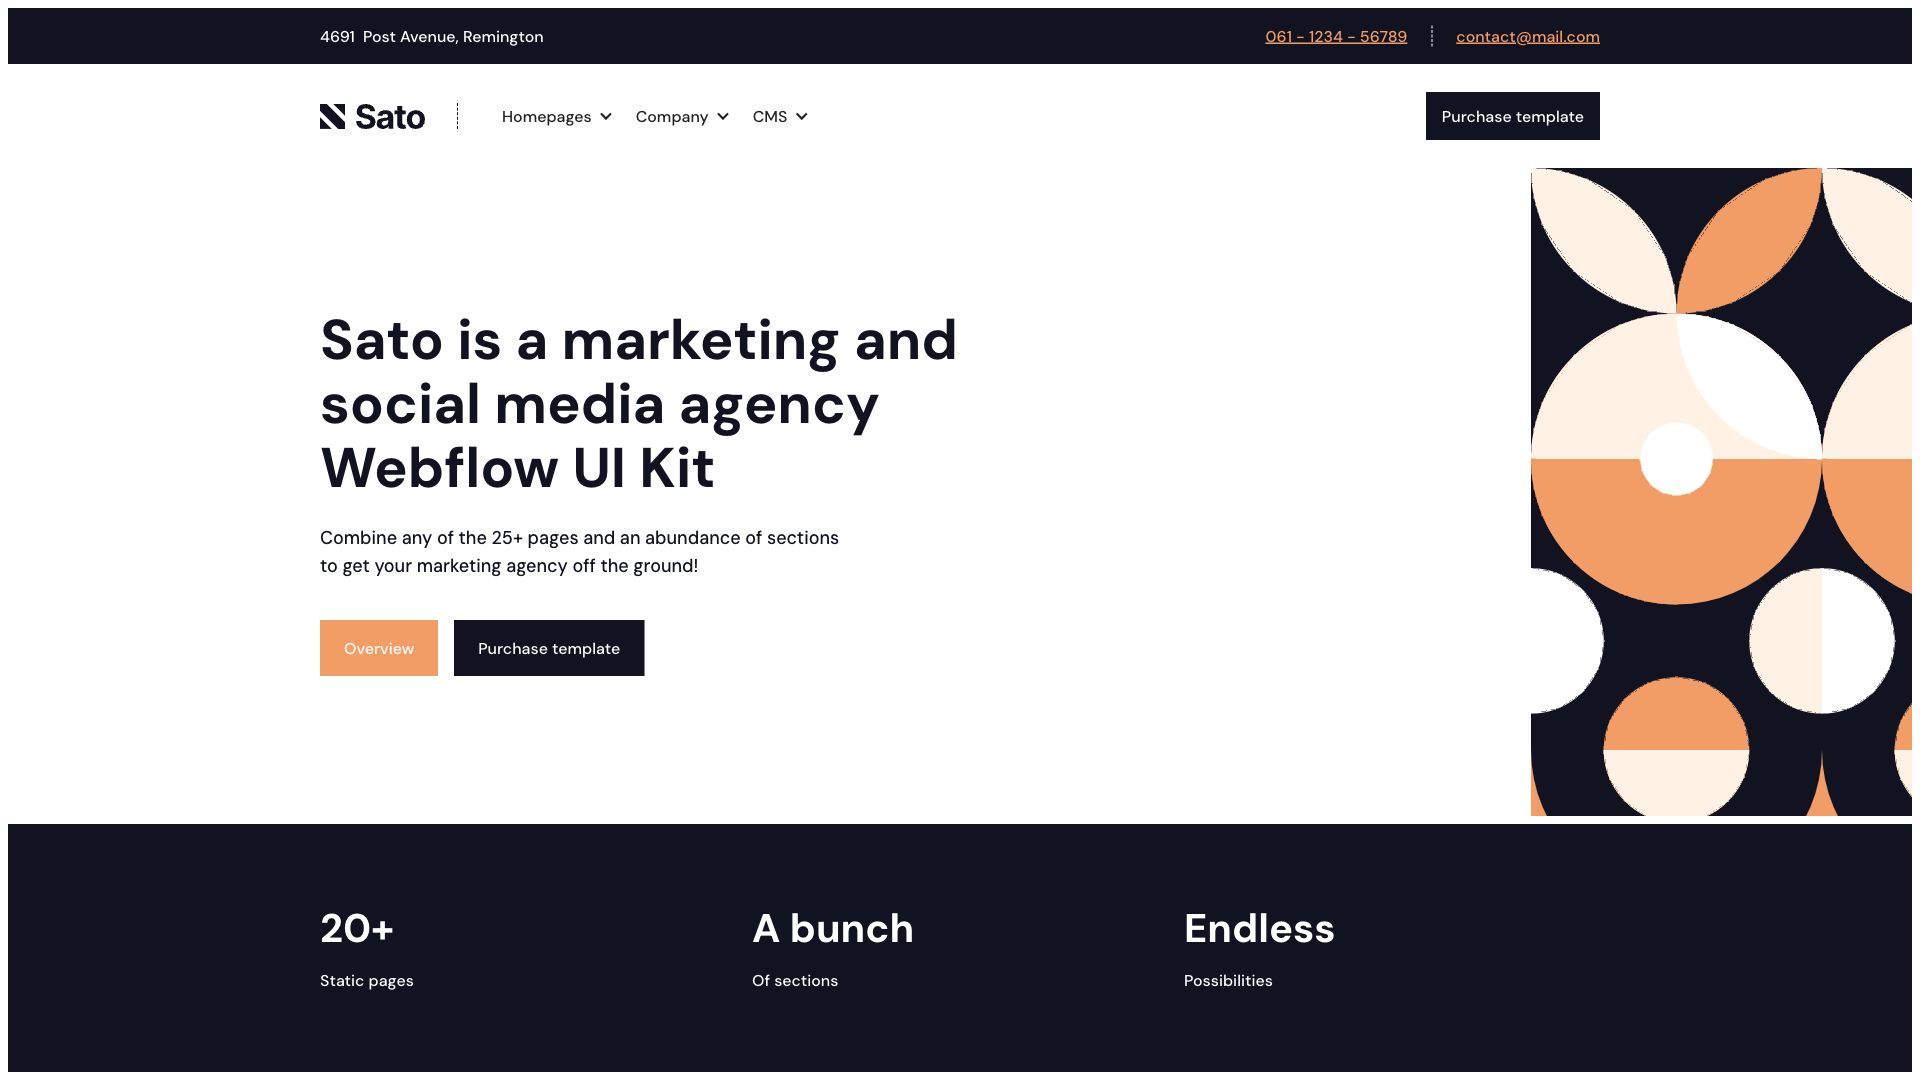 4691 Post Avenue, Remington
061 - 1234 - 56789
contact@mail.com
Sato
Homepages
Company
CMS
Purchase template
Sato is a marketing and
social media agency
Webflow UI Kit
Combine any of the 25+ pages and an abundance of sections
to get your marketing agency off the ground!
Overview
Purchase template
20+
Static pages
A bunch
Of sections
Endless
Possibilities